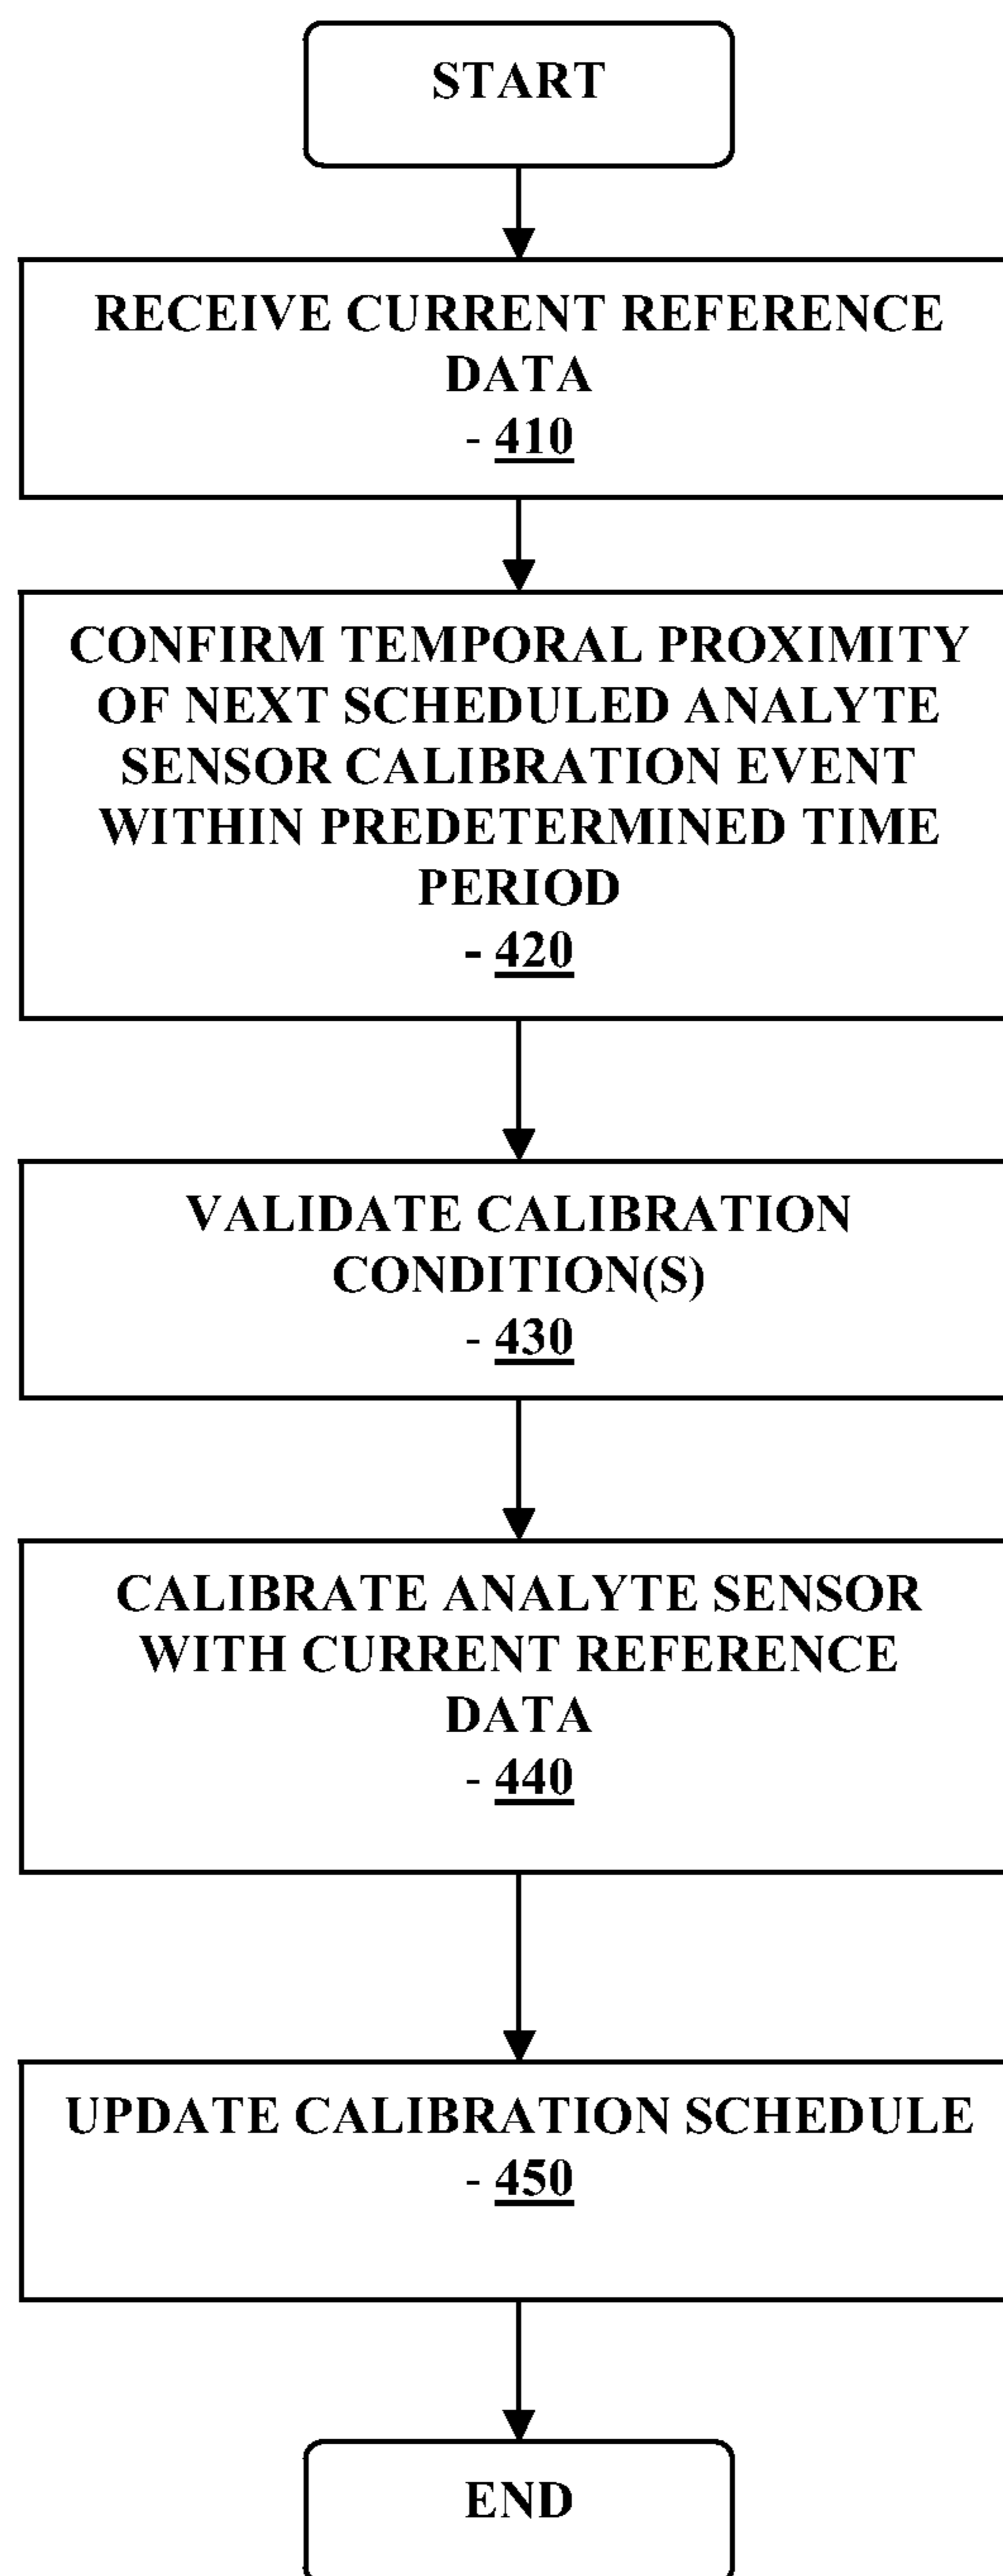 START
RECEIVE CURRENT REFERENCE
DATA
- 410
CONFIRM TEMPORAL PROXIMITY
OF NEXT SCHEDULED ANALYTE
SENSOR CALIBRATION EVENT
WITHIN PREDETERMINED TIME
PERIOD
- 420
VALIDATE CALIBRATION
CONDITION(S)
- 430
CALIBRATE ANALYTE SENSOR
WITH CURRENT REFERENCE
DATA
- 440
UPDATE CALIBRATION SCHEDULE
- 450
END